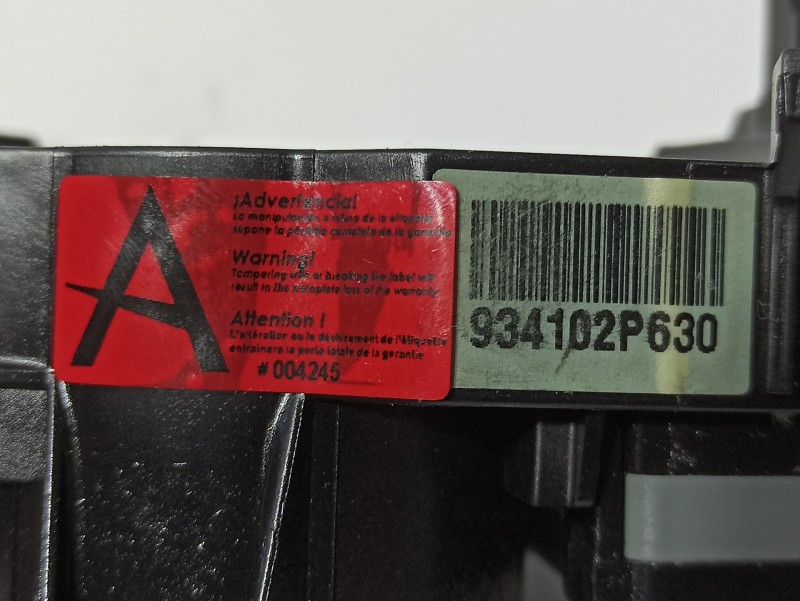 A
¡Advertencia!
La manipulación o rotura de la etiqueta
supone la pérdida completa de la garantía
Warning!
Tampering with or breaking the label will
result in the complete loss of the warranty
Attention !
L'altération ou le déchirement de l'étiquette
entrainera la perte totale de la garantie
# 004245
934102P630